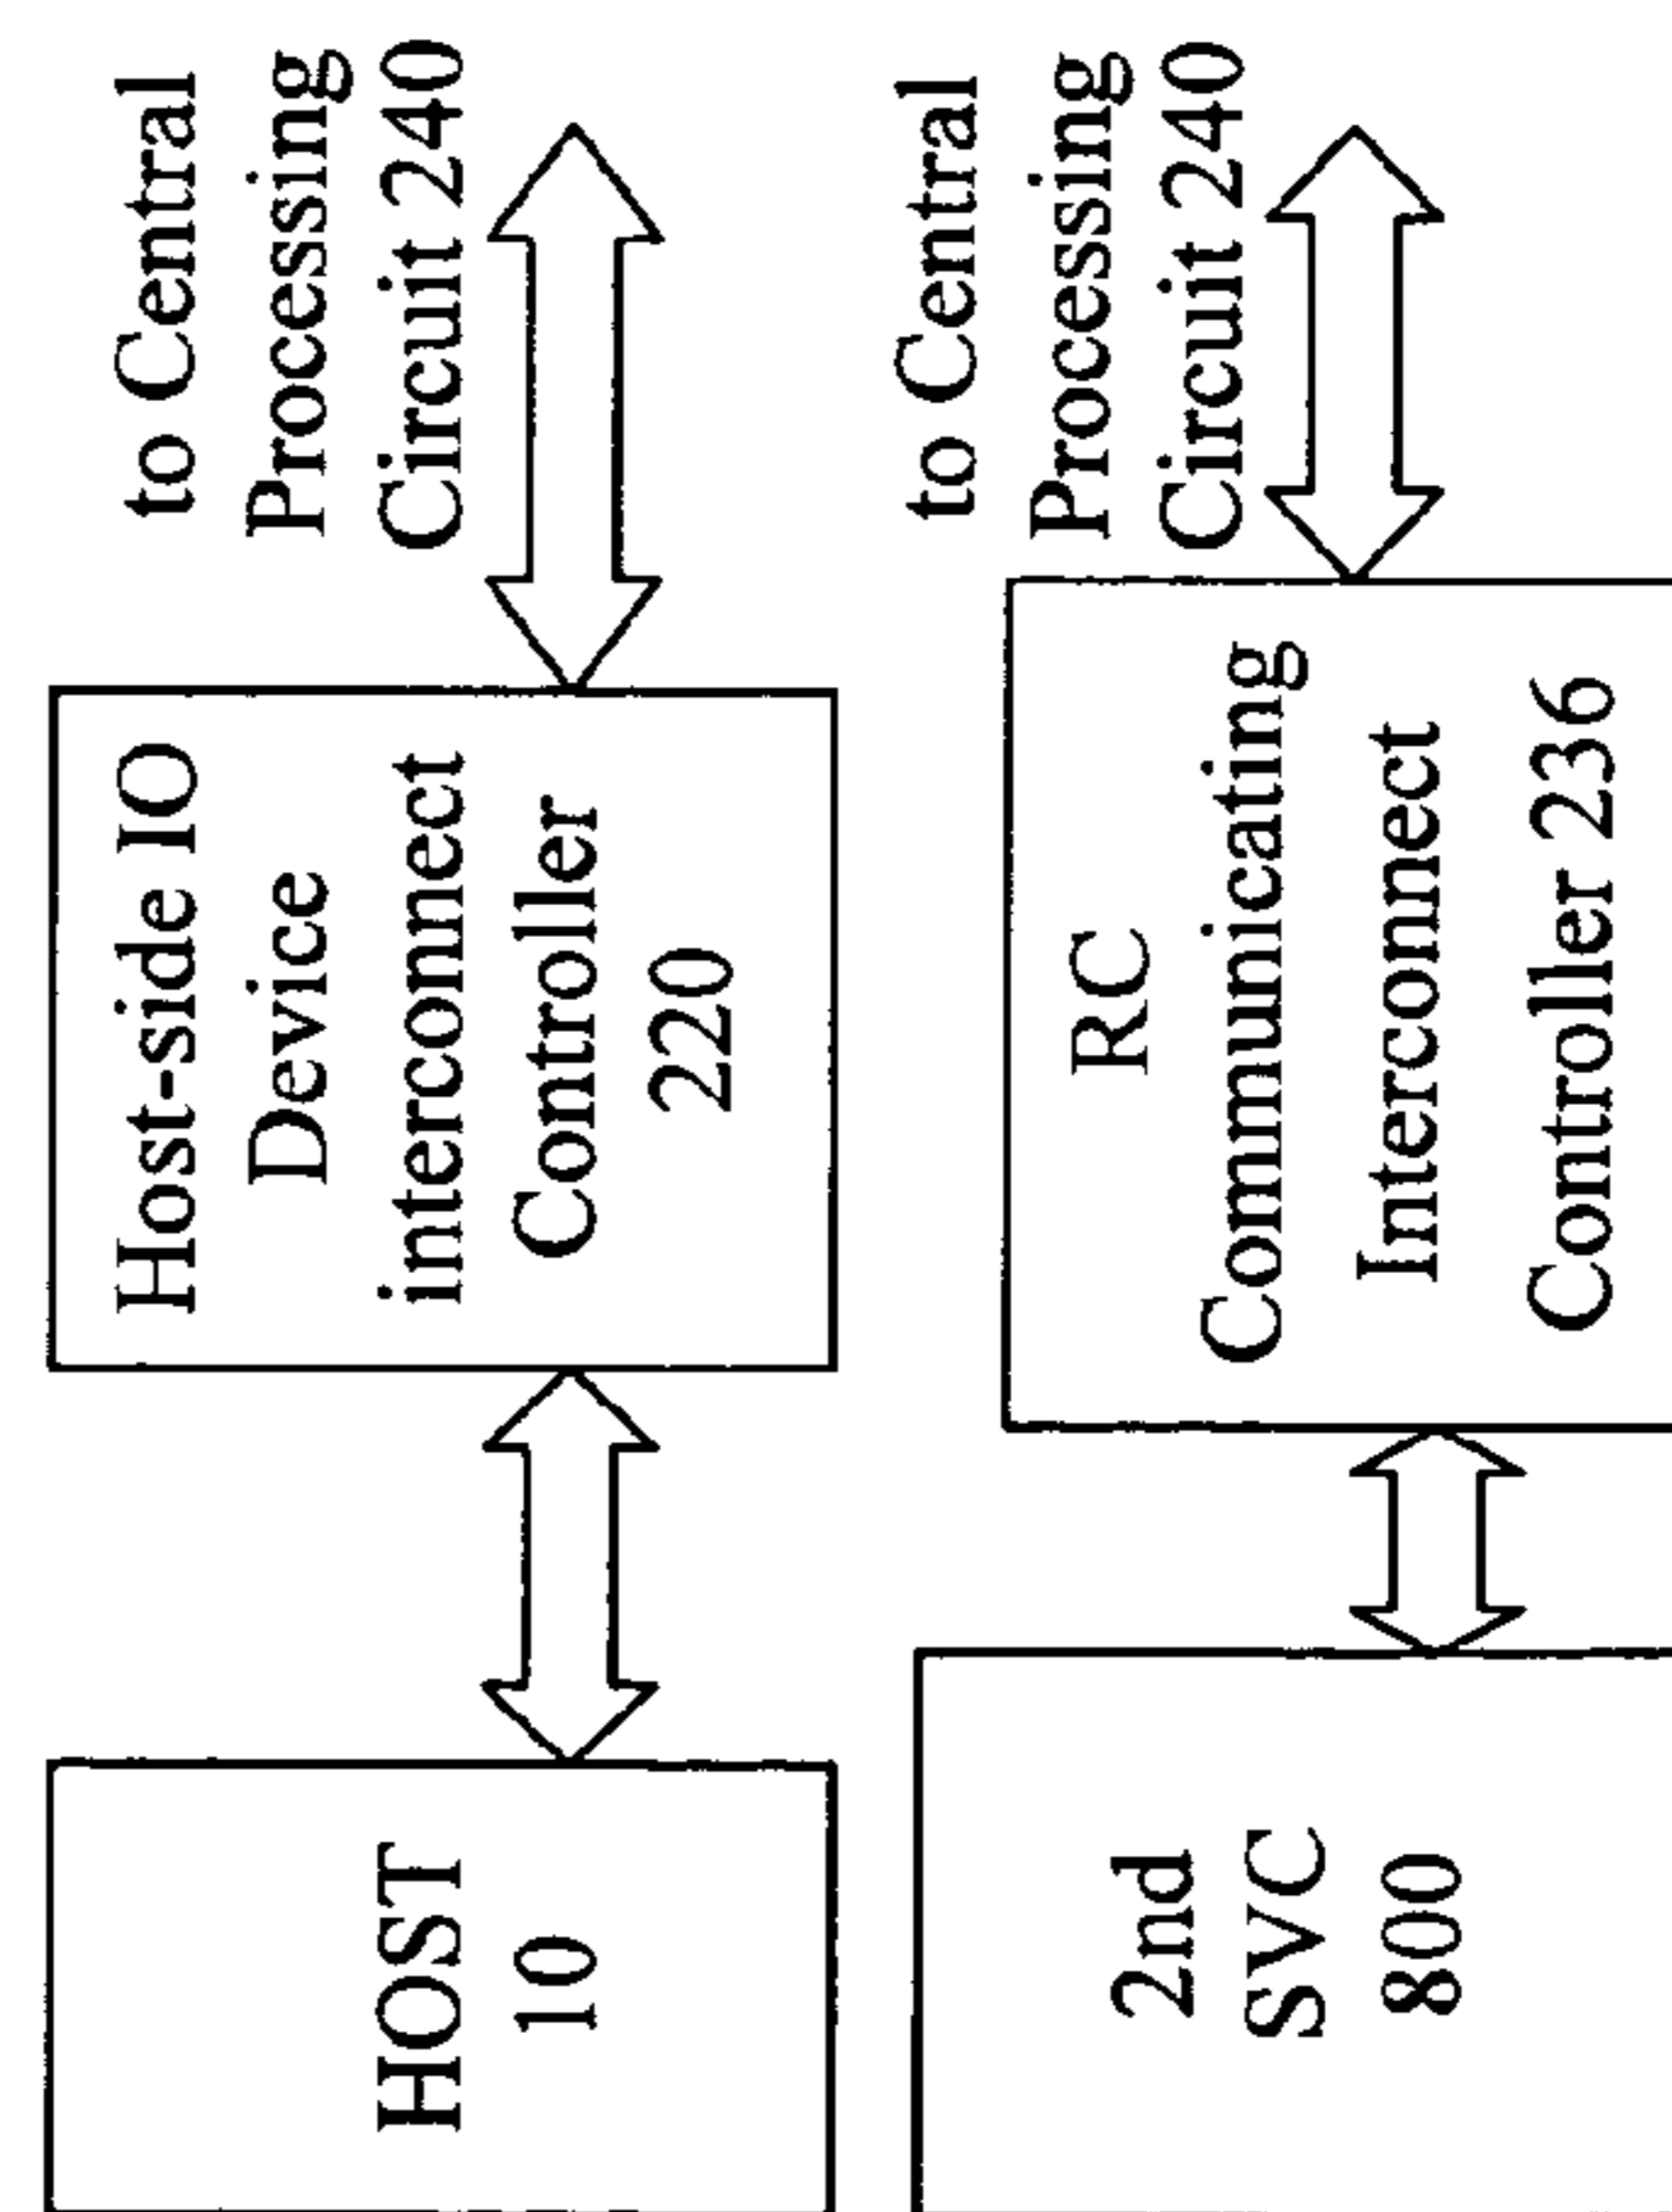 HOST
10
Host-side IO
Device
interconnect
Controller
220
to Central
Processing
Circuit 240
2nd
SVC
800
RC
Communicating
Interconnect
Controller 236
to Central
Processing
Circuit 240